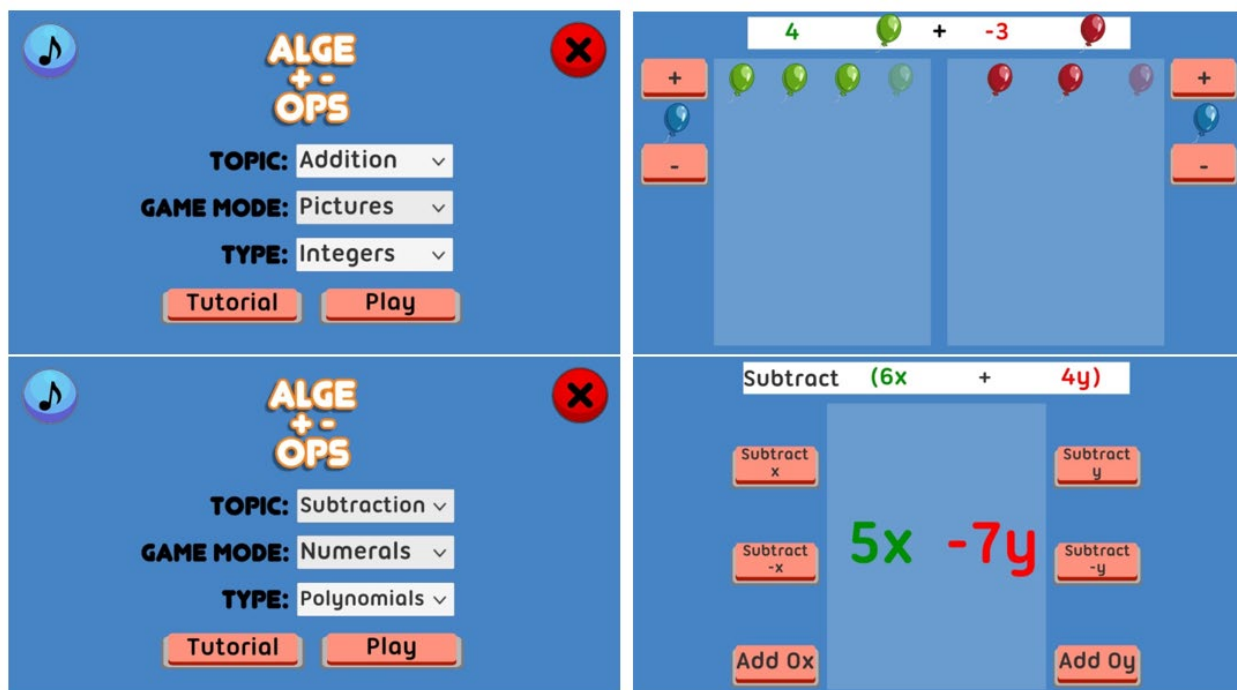 ALGE
+ -
OPS
TOPIC: Addition
GAME MODE: Pictures
TYPE: Integers
Tutorial Play
4 + -3
+ +
- -
ALGE
+ -
OPS
TOPIC: Subtraction
GAME MODE: Numerals
TYPE: Polynomials
Tutorial Play
Subtract (6x + 4y)
Subtract
x
Subtract
y
5x -7y
Subtract
-x
Subtract
-y
Add 0x Add 0y